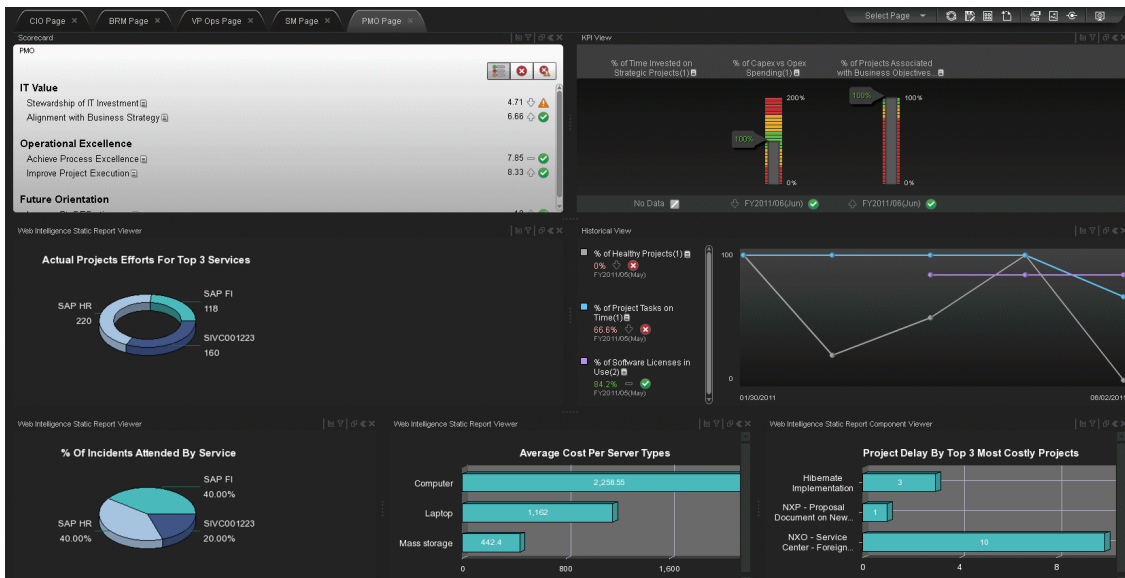 CIO Page ×
BRM Page ×
VP Ops Page ×
SM Page ×
PMO Page ×
Select Page
Scorecard
PMO
IT Value
Stewardship of IT Investment
4.71
Alignment with Business Strategy
6.66
Operational Excellence
Achieve Process Excellence
7.85
Improve Project Execution
8.33
Future Orientation
KPI View
% of Time Invested on
Strategic Projects(1)
% of Capex vs Opex
Spending(1)
% of Projects Associated
with Business Objectives...
200%
100%
0%
100%
100%
0%
No Data
FY2011/06(Jun)
FY2011/06(Jun)
Web Intelligence Static Report Viewer
Actual Projects Efforts For Top 3 Services
SAP FI
118
SAP HR
220
SIVC001223
160
Historical View
% of Healthy Projects(1)
0%
FY2011/05(May)
% of Project Tasks on
Time(1)
66.6%
FY2011/05(May)
% of Software Licenses in
Use(2)
84.2%
FY2011/05(May)
100
0
01/30/2011
06/02/2011
Web Intelligence Static Report Viewer
% Of Incidents Attended By Service
SAP FI
40.00%
SAP HR
40.00%
SIVC001223
20.00%
Web Intelligence Static Report Viewer
Average Cost Per Server Types
Computer
2,258.55
Laptop
1,162
Mass storage
442.4
0
800
1,600
Web Intelligence Static Report Component Viewer
Project Delay By Top 3 Most Costly Projects
Hibernate
Implementation
3
NXP - Proposal
Document on New...
1
NXO - Service
Center - Foreign...
10
0
4
8